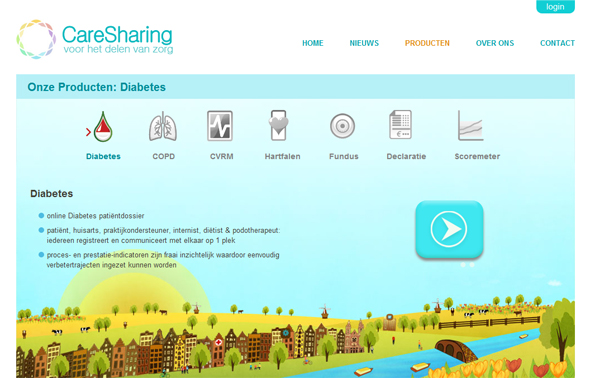 login
CareSharing
voor het delen van zorg
HOME NIEUWS PRODUCTEN OVER ONS CONTACT
Onze Producten: Diabetes
Diabetes COPD CVRM Hartfalen Fundus Declaratie Scoremeter
Diabetes
online Diabetes patiëntdossier
patiënt, huisarts, praktijkondersteuner, internist, diëtist & podotherapeut:
iedereen registreert en communiceert met elkaar op 1 plek
proces- en prestatie-indicatoren zijn fraai inzichtelijk waardoor eenvoudig
verbetertrajecten ingezet kunnen worden